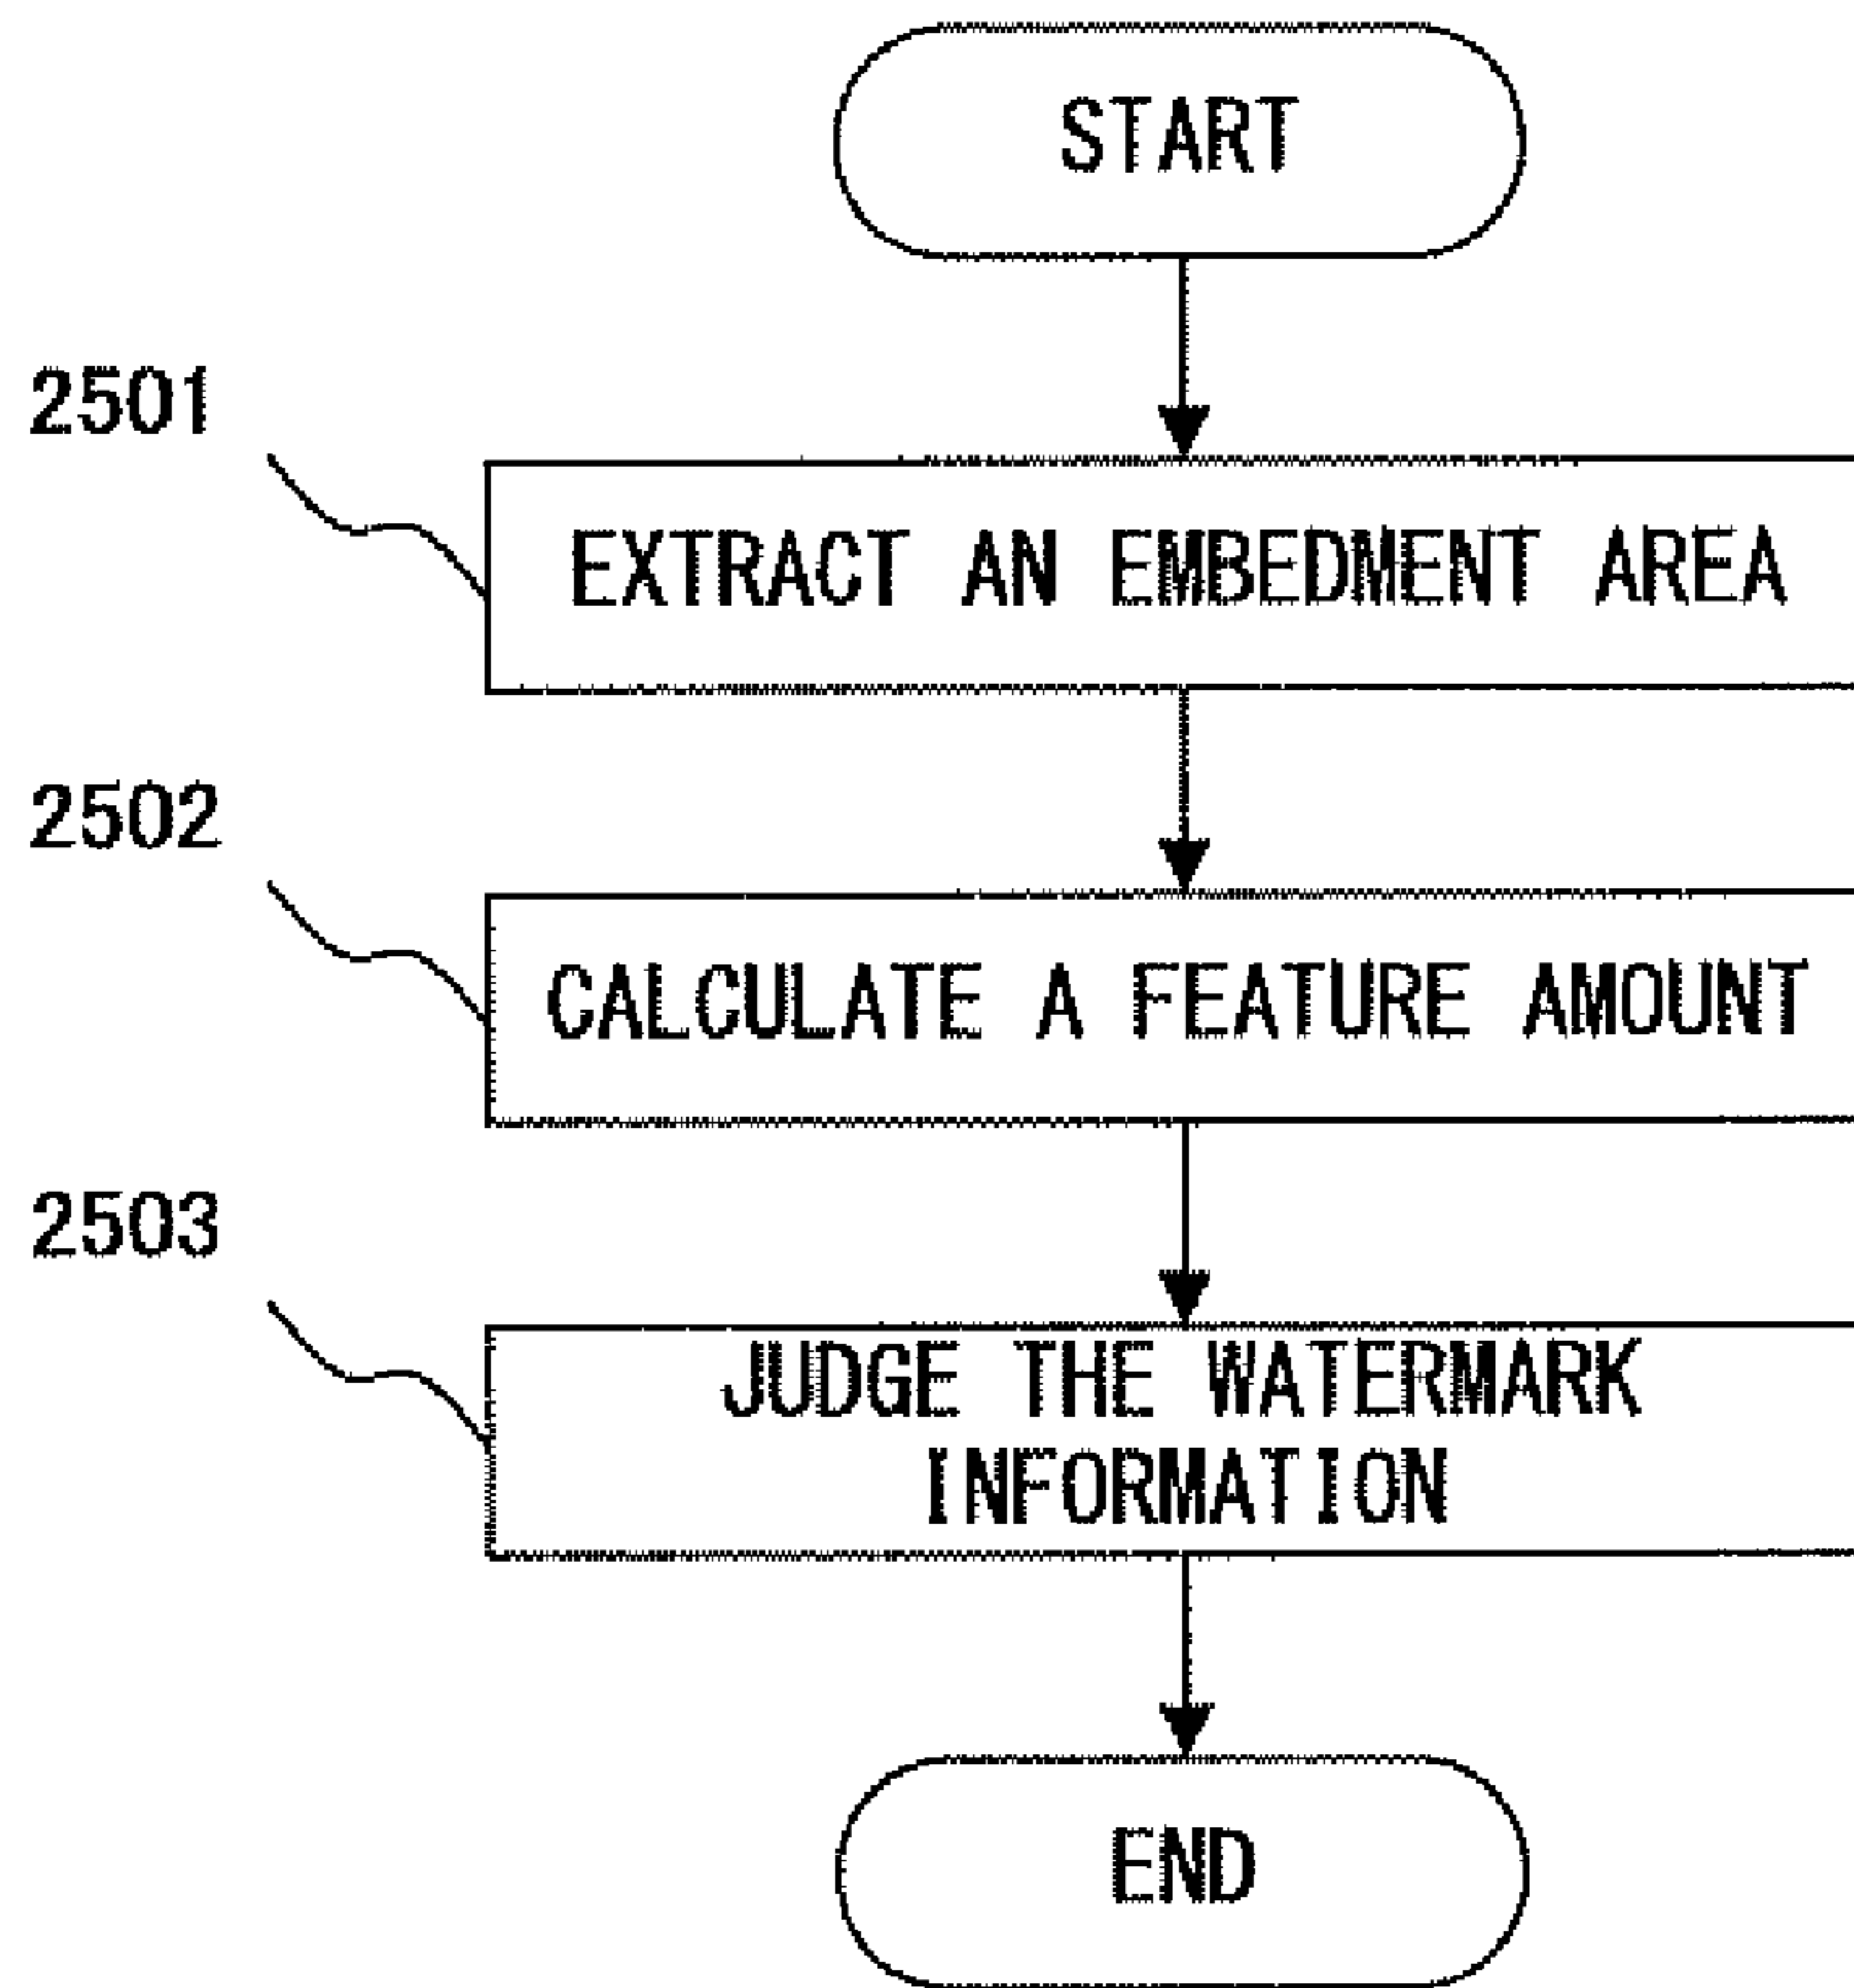 START
2501
EXTRACT AN EMBEDMENT AREA
2502
CALCULATE A FEATURE AMOUNT
2503
JUDGE THE WATERMARK
INFORMATION
END